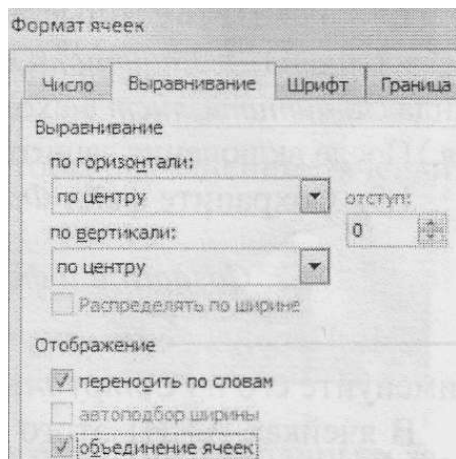 Формат ячеек
Число Выравнивание Шрифт Граница
Выравнивание
по горизонтали:
по центру отступ:
по вертикали: 0
по центру
Распределять по ширине
Отображение
переносить по словам
автоподбор ширины
объединение ячеек